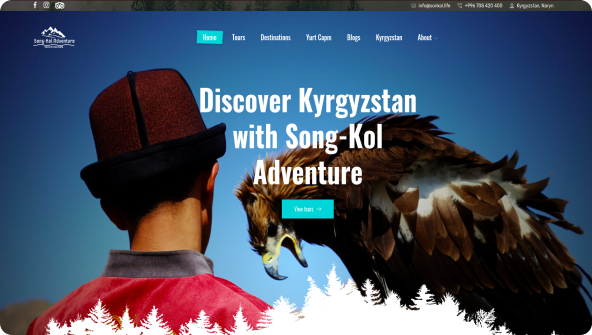 info@sonkol.life
+996 708 420 400
Kyrgyzstan, Naryn
Song-Kol Adventure
Home
Tours
Destinations
Yurt Capm
Blogs
Kyrgyzstan
About
Discover Kyrgyzstan
with Song-Kol
Adventure
View tours